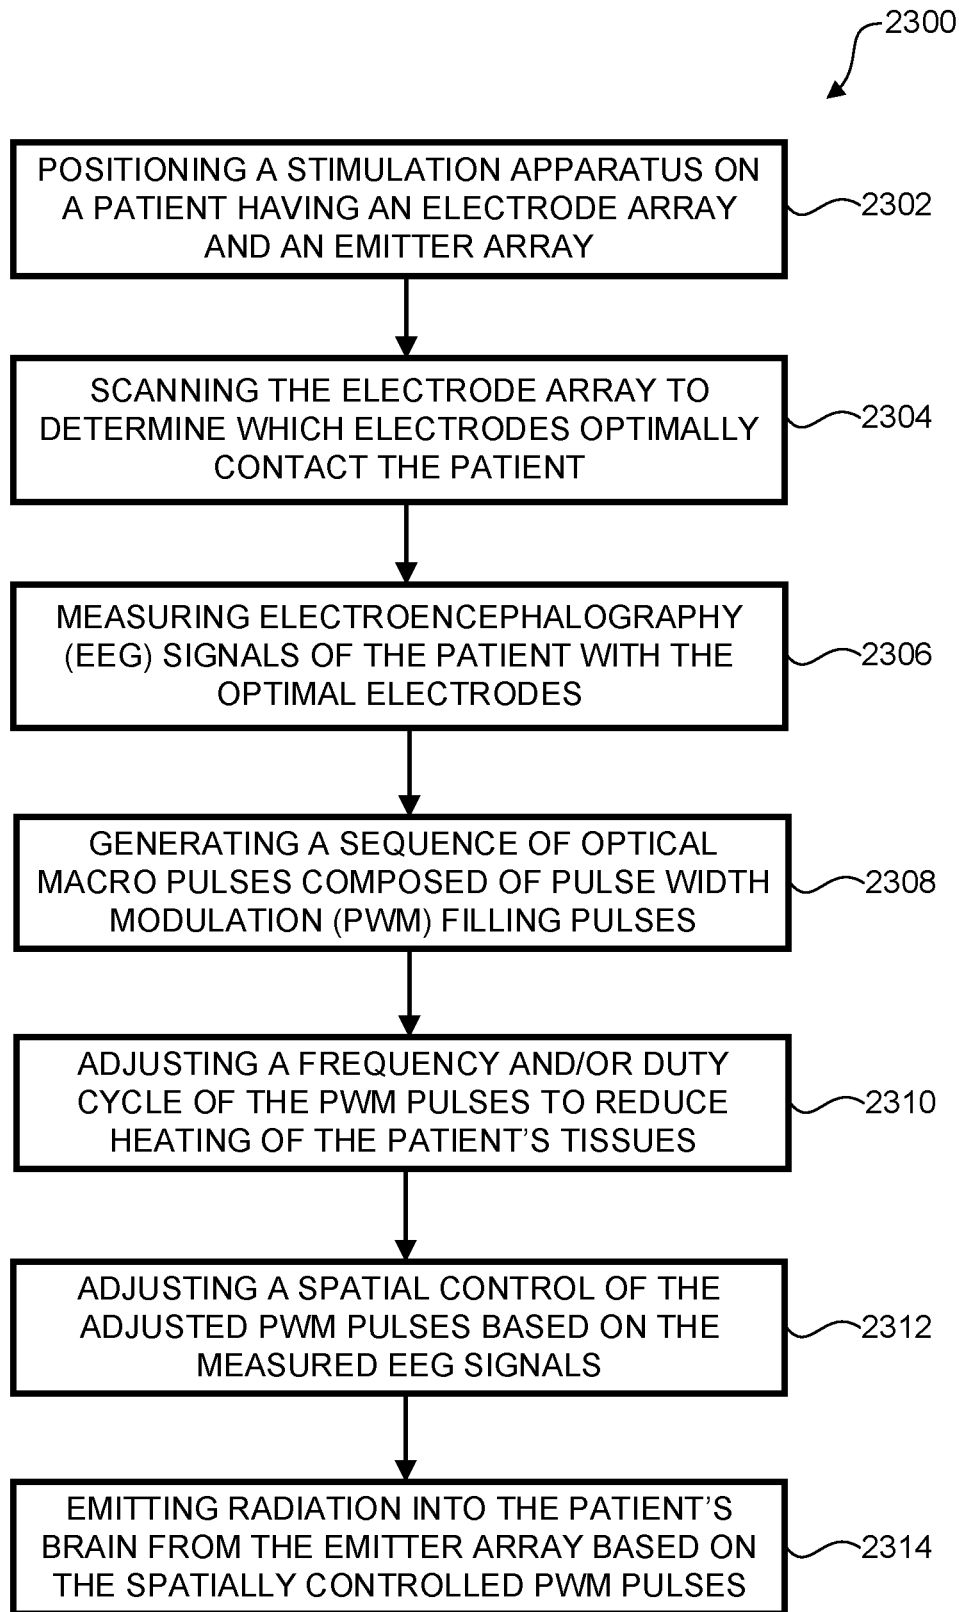 2300
POSITIONING A STIMULATION APPARATUS ON
A PATIENT HAVING AN ELECTRODE ARRAY
AND AN EMITTER ARRAY
2302
SCANNING THE ELECTRODE ARRAY TO
DETERMINE WHICH ELECTRODES OPTIMALLY
CONTACT THE PATIENT
2304
MEASURING ELECTROENCEPHALOGRAPHY
(EEG) SIGNALS OF THE PATIENT WITH THE
OPTIMAL ELECTRODES
2306
GENERATING A SEQUENCE OF OPTICAL
MACRO PULSES COMPOSED OF PULSE WIDTH
MODULATION (PWM) FILLING PULSES
2308
ADJUSTING A FREQUENCY AND/OR DUTY
CYCLE OF THE PWM PULSES TO REDUCE
HEATING OF THE PATIENT’S TISSUES
2310
ADJUSTING A SPATIAL CONTROL OF THE
ADJUSTED PWM PULSES BASED ON THE
MEASURED EEG SIGNALS
2312
EMITTING RADIATION INTO THE PATIENT’S
BRAIN FROM THE EMITTER ARRAY BASED ON
THE SPATIALLY CONTROLLED PWM PULSES
2314